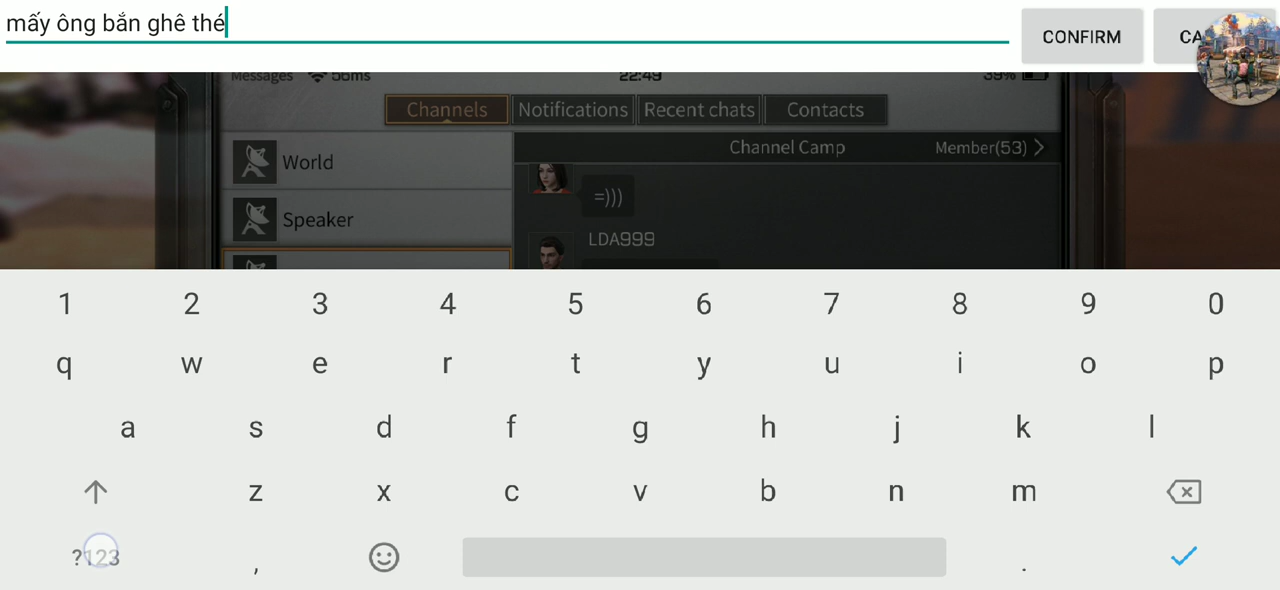 mấy ông bắn ghê thé
CONFIRM
CA
Messages 56ms 22:49 39%
Channels Notifications Recent chats Contacts
World
Channel Camp Member(53)
=)))
Speaker
LDA999
1 2 3 4 5 6 7 8 9 0
q w e r t y u i o p
a s d f g h j k l
z x c v b n m
?123 , .